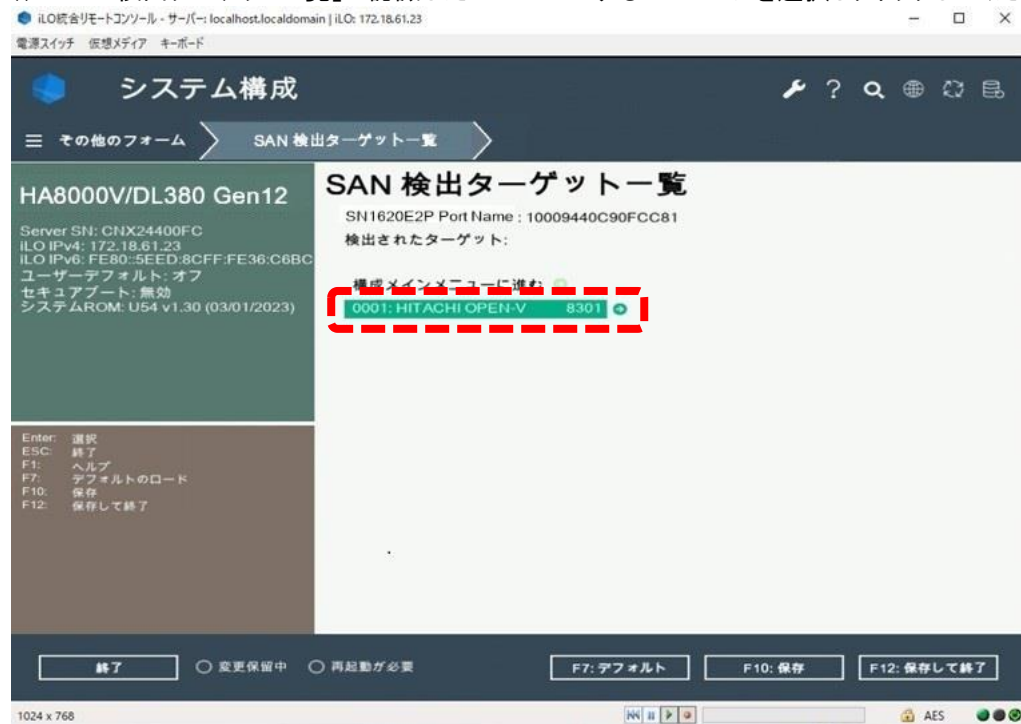 iLO統合リモートコンソール - サーバー: localhost.localdomain | iLO: 172.18.61.23
電源スイッチ 仮想メディア キーボード
システム構成
その他のフォーム
SAN 検出ターゲット一覧
HA8000V/DL380 Gen12
Server SN: CNX24400FC
iLO IPv4: 172.18.61.23
iLO IPv6: FE80::5EED:8CFF:FE36:C6BC
ユーザーデフォルト: オフ
セキュアブート: 無効
システムROM: U54 v1.30 (03/01/2023)
SAN 検出ターゲット一覧
SN1620E2P Port Name : 10009440C90FCC81
検出されたターゲット:
構成メインメニューに進む
0001: HITACHI OPEN-V 8301
Enter: 選択
ESC: 終了
F1: ヘルプ
F7: デフォルトのロード
F10: 保存
F12: 保存して終了
終了
変更保留中
再起動が必要
F7: デフォルト
F10: 保存
F12: 保存して終了
1024 x 768
AES